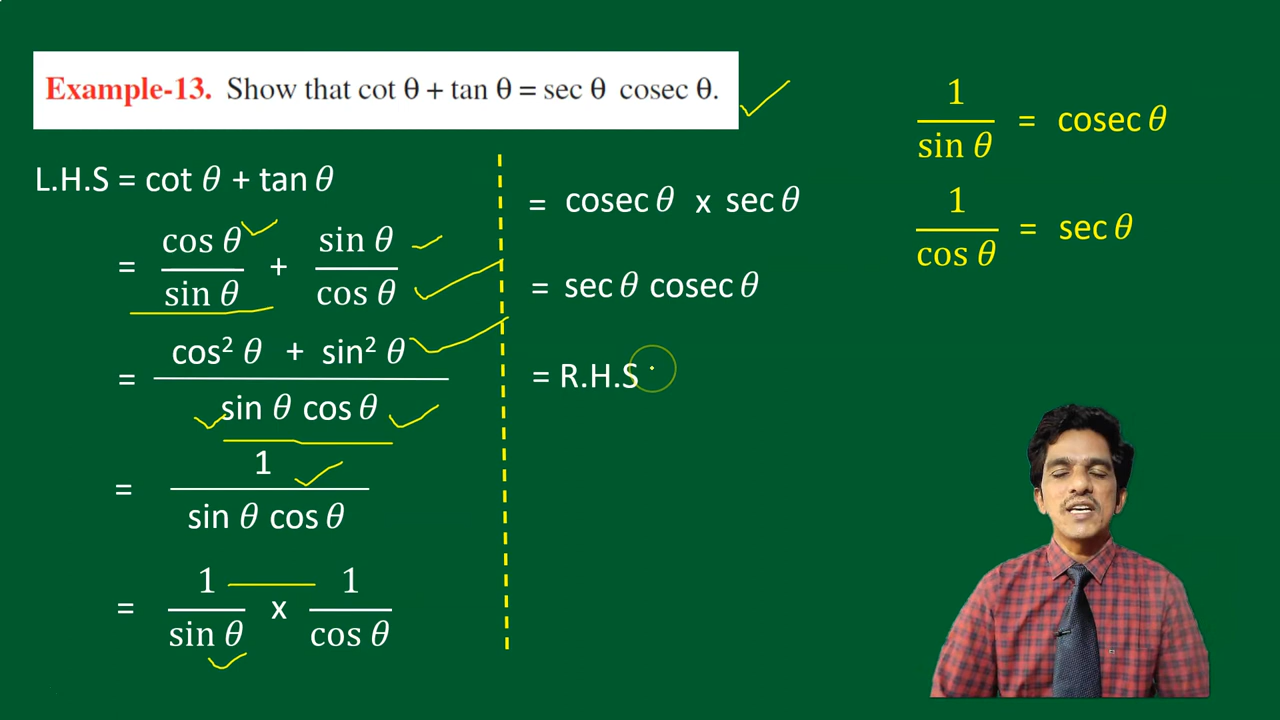 Example-13. Show that cot θ + tan θ = sec θ cosec θ.
L.H.S = cot θ + tan θ
= cos θ / sin θ + sin θ / cos θ
= cos² θ + sin² θ / sin θ cos θ
= 1 / sin θ cos θ
= 1 / sin θ x 1 / cos θ
= cosec θ x sec θ
= sec θ cosec θ
= R.H.S
1 / sin θ = cosec θ
1 / cos θ = sec θ